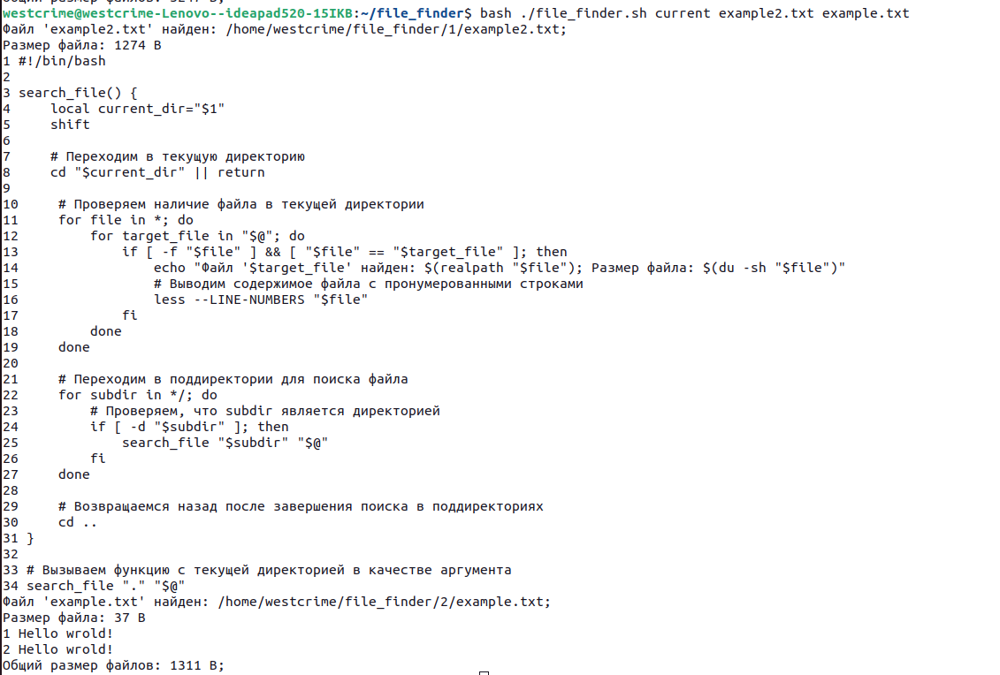 Общий размер файлов: 3247 B;
westcrime@westcrime-Lenovo--ideapad520-15IKB:~/file_finder$ bash ./file_finder.sh current example2.txt example.txt
Файл 'example2.txt' найден: /home/westcrime/file_finder/1/example2.txt;
Размер файла: 1274 B
1 #!/bin/bash
2
3 search_file() {
4     local current_dir="$1"
5     shift
6
7     # Переходим в текущую директорию
8     cd "$current_dir" || return
9
10     # Проверяем наличие файла в текущей директории
11     for file in *; do
12         for target_file in "$@"; do
13             if [ -f "$file" ] && [ "$file" == "$target_file" ]; then
14                 echo "Файл '$target_file' найден: $(realpath "$file"); Размер файла: $(du -sh "$file")"
15                 # Выводим содержимое файла с пронумерованными строками
16                 less --LINE-NUMBERS "$file"
17             fi
18         done
19     done
20
21     # Переходим в поддиректории для поиска файла
22     for subdir in */; do
23         # Проверяем, что subdir является директорией
24         if [ -d "$subdir" ]; then
25             search_file "$subdir" "$@"
26         fi
27     done
28
29     # Возвращаемся назад после завершения поиска в поддиректориях
30     cd ..
31 }
32
33 # Вызываем функцию с текущей директорией в качестве аргумента
34 search_file "." "$@"
Файл 'example.txt' найден: /home/westcrime/file_finder/2/example.txt;
Размер файла: 37 B
1 Hello wrold!
2 Hello wrold!
Общий размер файлов: 1311 B;